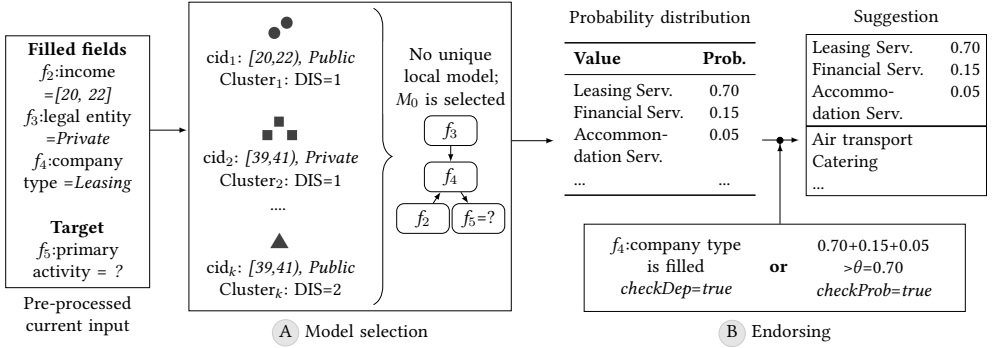 Filled fields
f2:income
=[20, 22]
f3:legal entity
=Private
f4:company
type =Leasing
Target
f5:primary
activity = ?
Pre-processed
current input
cid1: [20,22), Public
Cluster1: DIS=1
cid2: [39,41), Private
Cluster2: DIS=1
....
cidk: [39,41), Public
Clusterk: DIS=2
No unique
local model;
M0 is selected
f3
f4
f2
f5=?
A Model selection
Probability distribution
Value Prob.
Leasing Serv. 0.70
Financial Serv. 0.15
Accommon- 0.05
dation Serv.
... ...
Suggestion
Leasing Serv. 0.70
Financial Serv. 0.15
Accommo- 0.05
dation Serv.
Air transport
Catering
...
f4:company type
is filled
checkDep=true
or
0.70+0.15+0.05
>θ=0.70
checkProb=true
B Endorsing